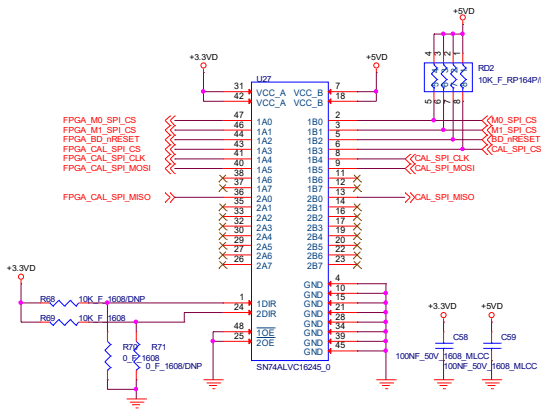 +5VD
4 3 2 1
RD2
10K_F_RP164P/
5 6 7 8
+3.3VD
U27
+5VD
31 VCC_A VCC_B 7
42 VCC_A VCC_B 18
FPGA_M0_SPI_CS 47 1A0 1B0 2 M0_SPI_CS
FPGA_M1_SPI_CS 46 1A1 1B1 3 M1_SPI_CS
FPGA_BD_nRESET 44 1A2 1B2 5 BD_nRESET
FPGA_CAL_SPI_CS 43 1A3 1B3 6 CAL_SPI_CS
FPGA_CAL_SPI_CLK 41 1A4 1B4 8 CAL_SPI_CLK
FPGA_CAL_SPI_MOSI 40 1A5 1B5 9 CAL_SPI_MOSI
38 1A6 1B6 11
37 1A7 1B7 12
FPGA_CAL_SPI_MISO 36 2A0 2B0 13 CAL_SPI_MISO
35 2A1 2B1 14
33 2A2 2B2 16
32 2A3 2B3 17
30 2A4 2B4 19
29 2A5 2B5 20
27 2A6 2B6 22
26 2A7 2B7 23
GND 4
GND 10
GND 15
GND 21
GND 28
GND 34
GND 39
GND 45
+3.3VD
R68 10K_F_1608/DNP 1 1DIR
R69 10K_F_1608 24 2DIR
48 1OE
25 2OE
R70 R71
0_F_1608
0_F_1608/DNP
SN74ALVC16245_0
+3.3VD +5VD
C58 C59
100NF_50V_1608_MLCC
100NF_50V_1608_MLCC